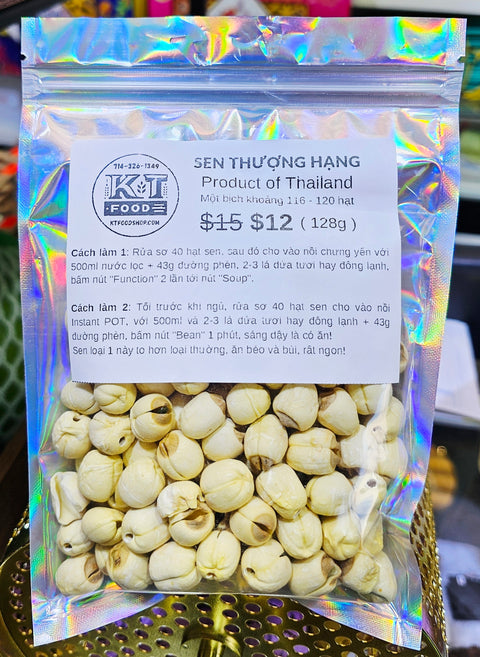 714-326-1349
K&T
FOOD
KTFOODSHOP.COM
SEN THƯỢNG HẠNG
Product of Thailand
Một bịch khoảng 116 - 120 hạt
$15 $12 ( 128g )
Cách làm 1: Rửa sơ 40 hạt sen, sau đó cho vào nồi chưng yến với
500ml nước lọc + 43g đường phèn, 2-3 lá dứa tươi hay đông lạnh,
bấm nút "Function" 2 lần tới nút "Soup".
Cách làm 2: Tối trước khi ngủ, rửa sơ 40 hạt sen cho vào nồi
Instant POT, với 500ml và 2-3 lá dứa tươi hay đông lạnh + 43g
đường phèn, bấm nút "Bean" 1 phút, sáng dậy là có ăn!
Sen loại 1 này to hơn loại thường, ăn béo và bùi, rất ngon!